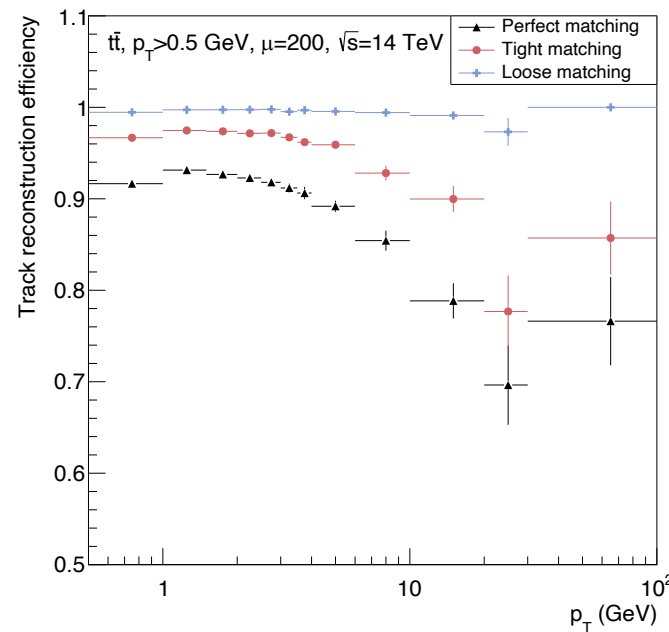 tt̄, p_T>0.5 GeV, μ=200, √s=14 TeV
Perfect matching
Tight matching
Loose matching
Track reconstruction efficiency
1.1
1
0.9
0.8
0.7
0.6
0.5
1
10
10²
p_T (GeV)